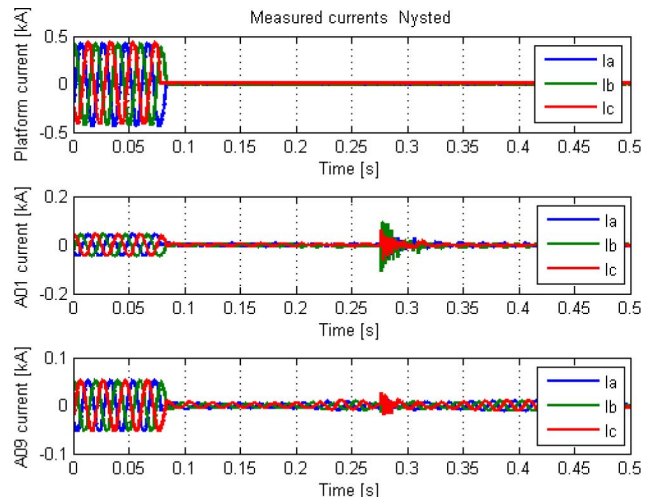 Measured currents  Nysted
Platform current [kA]
0.5
0
-0.5
0 0.05 0.1 0.15 0.2 0.25 0.3 0.35 0.4 0.45 0.5
Time [s]
Ia
Ib
Ic
A01 current [kA]
0.2
0
-0.2
0 0.05 0.1 0.15 0.2 0.25 0.3 0.35 0.4 0.45 0.5
Time [s]
Ia
Ib
Ic
A09 current [kA]
0.1
0
-0.1
0 0.05 0.1 0.15 0.2 0.25 0.3 0.35 0.4 0.45 0.5
Time [s]
Ia
Ib
Ic